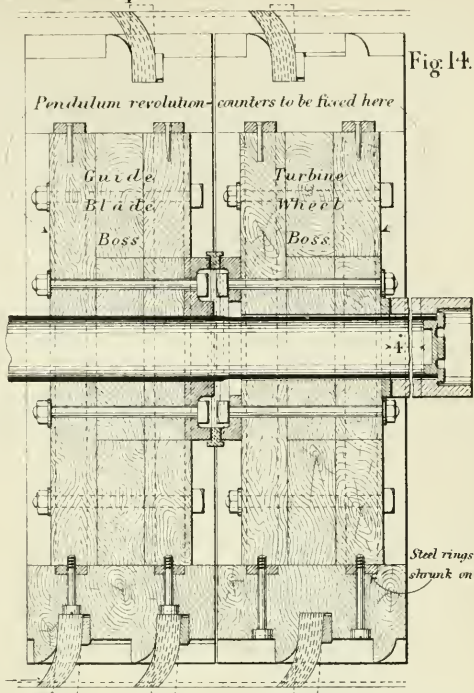 Fig. 14.
Pendulum revolution-counters to be fixed here
Guide
Blade
Boss
Turbine
Wheel
Boss
4
Steel rings
shrunk on